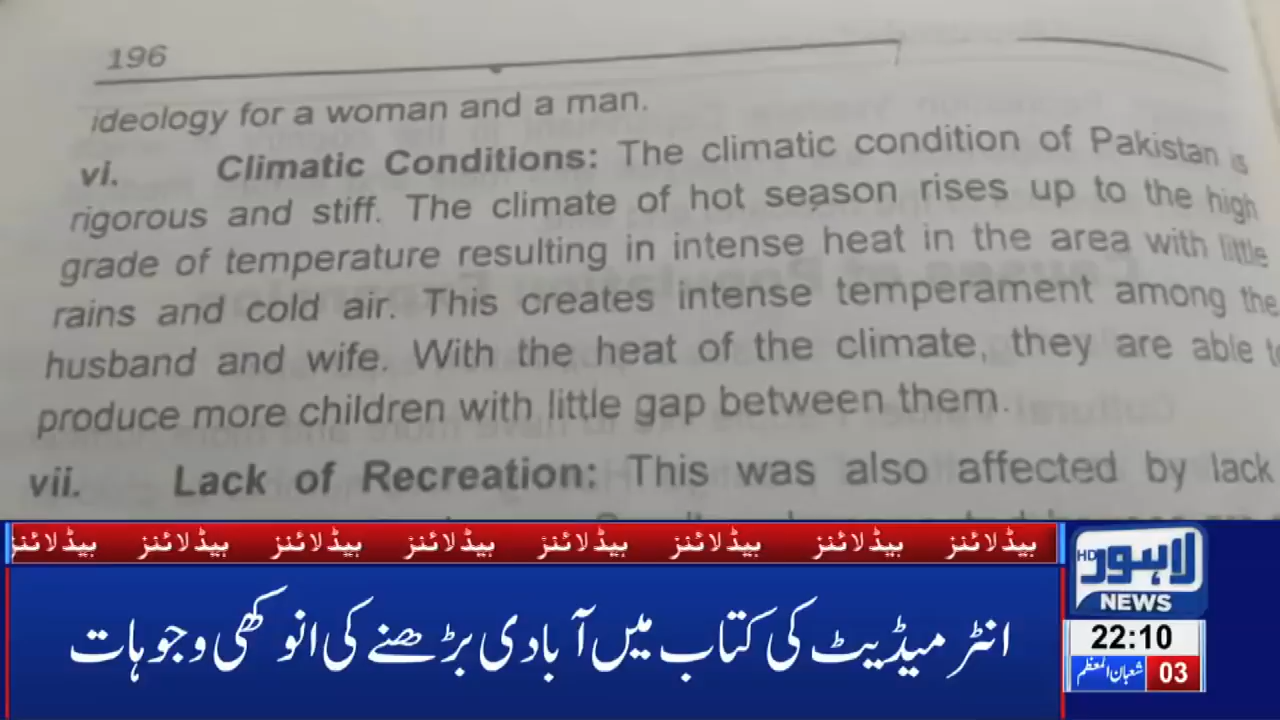 196
ideology for a woman and a man.
vi. Climatic Conditions: The climatic condition of Pakistan is
rigorous and stiff. The climate of hot season rises up to the high
grade of temperature resulting in intense heat in the area with little
rains and cold air. This creates intense temperament among the
husband and wife. With the heat of the climate, they are able to
produce more children with little gap between them.
vii. Lack of Recreation: This was also affected by lack
ہیڈلائنز ہیڈلائنز ہیڈلائنز ہیڈلائنز ہیڈلائنز ہیڈلائنز ہیڈلائنز ہیڈلائنز
انٹر میڈیٹ کی کتاب میں آبادی بڑھنے کی انوکھی وجوہات
HD لاہور
NEWS
22:10
03 شعبان المعظم